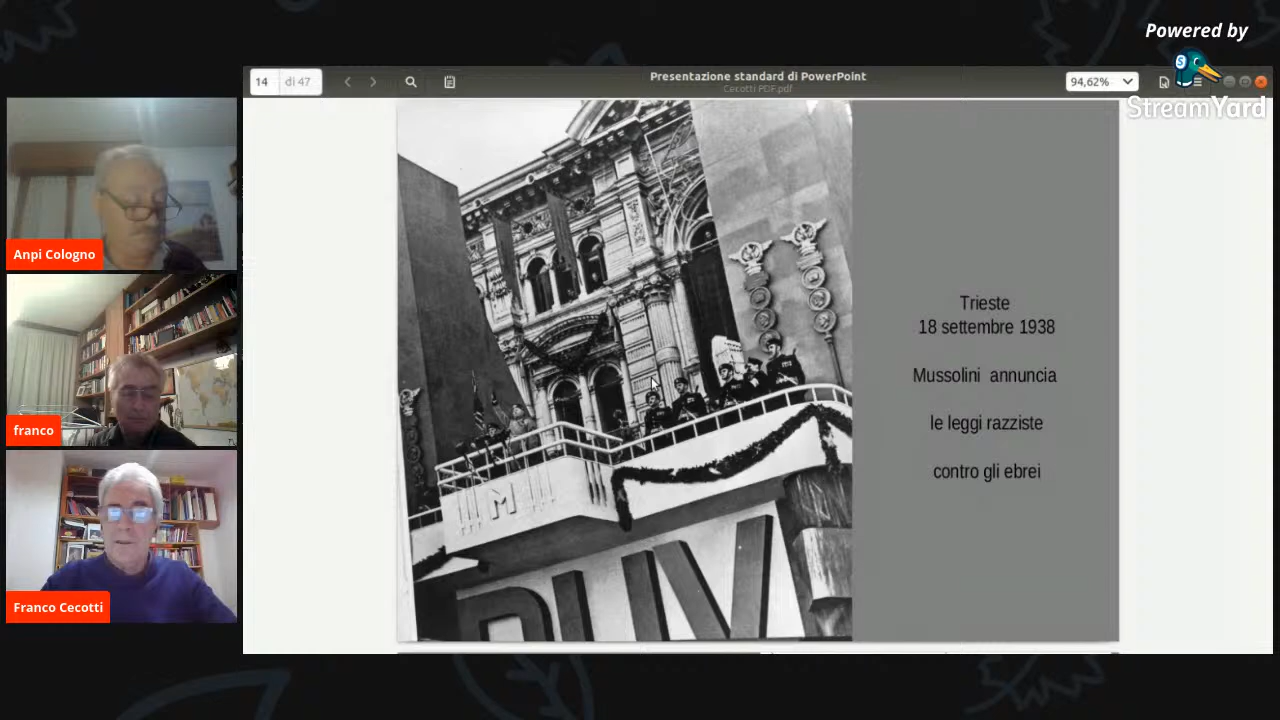 Powered by
StreamYard
14 di 47
Presentazione standard di PowerPoint
Cecotti PDF.pdf
94,62%
Anpi Cologno
franco
Franco Cecotti
Trieste
18 settembre 1938
Mussolini annuncia
le leggi razziste
contro gli ebrei
M